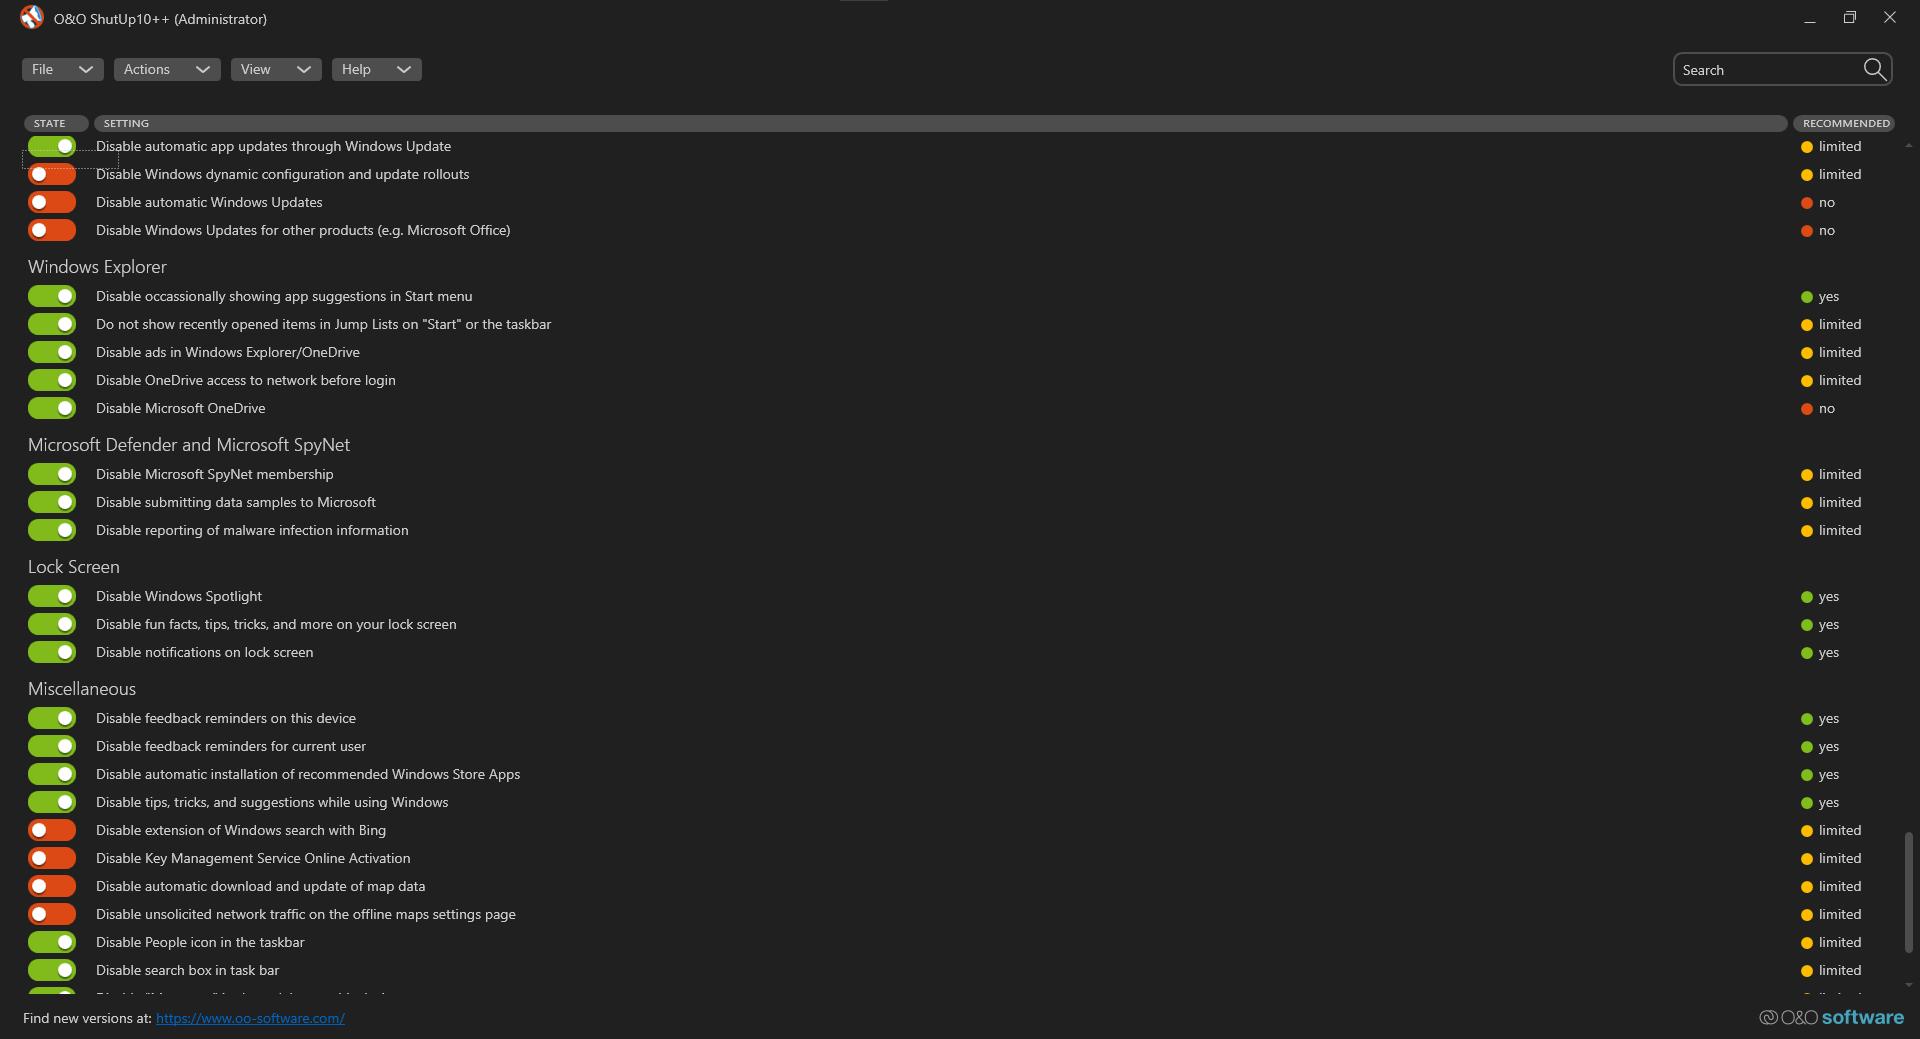 O&O ShutUp10++ (Administrator)
File Actions View Help Search
STATE SETTING RECOMMENDED
Disable automatic app updates through Windows Update limited
Disable Windows dynamic configuration and update rollouts limited
Disable automatic Windows Updates no
Disable Windows Updates for other products (e.g. Microsoft Office) no
Windows Explorer
Disable occassionally showing app suggestions in Start menu yes
Do not show recently opened items in Jump Lists on "Start" or the taskbar limited
Disable ads in Windows Explorer/OneDrive limited
Disable OneDrive access to network before login limited
Disable Microsoft OneDrive no
Microsoft Defender and Microsoft SpyNet
Disable Microsoft SpyNet membership limited
Disable submitting data samples to Microsoft limited
Disable reporting of malware infection information limited
Lock Screen
Disable Windows Spotlight yes
Disable fun facts, tips, tricks, and more on your lock screen yes
Disable notifications on lock screen yes
Miscellaneous
Disable feedback reminders on this device yes
Disable feedback reminders for current user yes
Disable automatic installation of recommended Windows Store Apps yes
Disable tips, tricks, and suggestions while using Windows yes
Disable extension of Windows search with Bing limited
Disable Key Management Service Online Activation limited
Disable automatic download and update of map data limited
Disable unsolicited network traffic on the offline maps settings page limited
Disable People icon in the taskbar limited
Disable search box in task bar limited
Find new versions at: https://www.oo-software.com/ O&O software